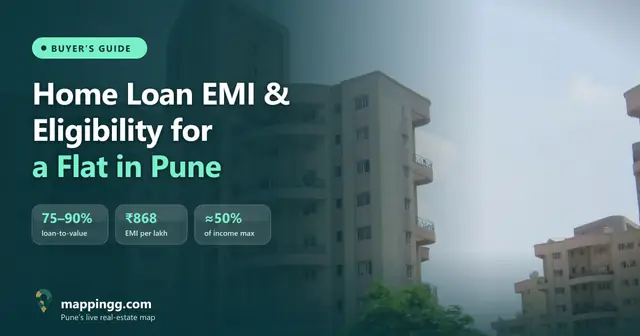 BUYER'S GUIDE
Home Loan EMI &
Eligibility for
a Flat in Pune
75–90%
loan-to-value
₹868
EMI per lakh
≈50%
of income max
mappingg.com
Pune's live real-estate map